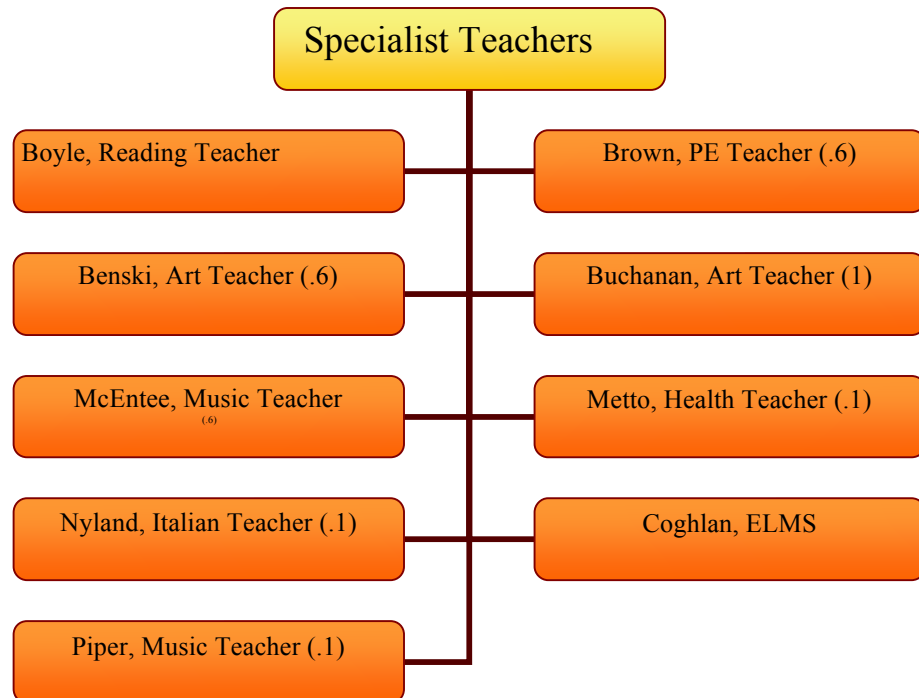 Specialist Teachers
Boyle, Reading Teacher
Brown, PE Teacher (.6)
Benski, Art Teacher (.6)
Buchanan, Art Teacher (1)
McEntee, Music Teacher
(.6)
Metto, Health Teacher (.1)
Nyland, Italian Teacher (.1)
Coghlan, ELMS
Piper, Music Teacher (.1)